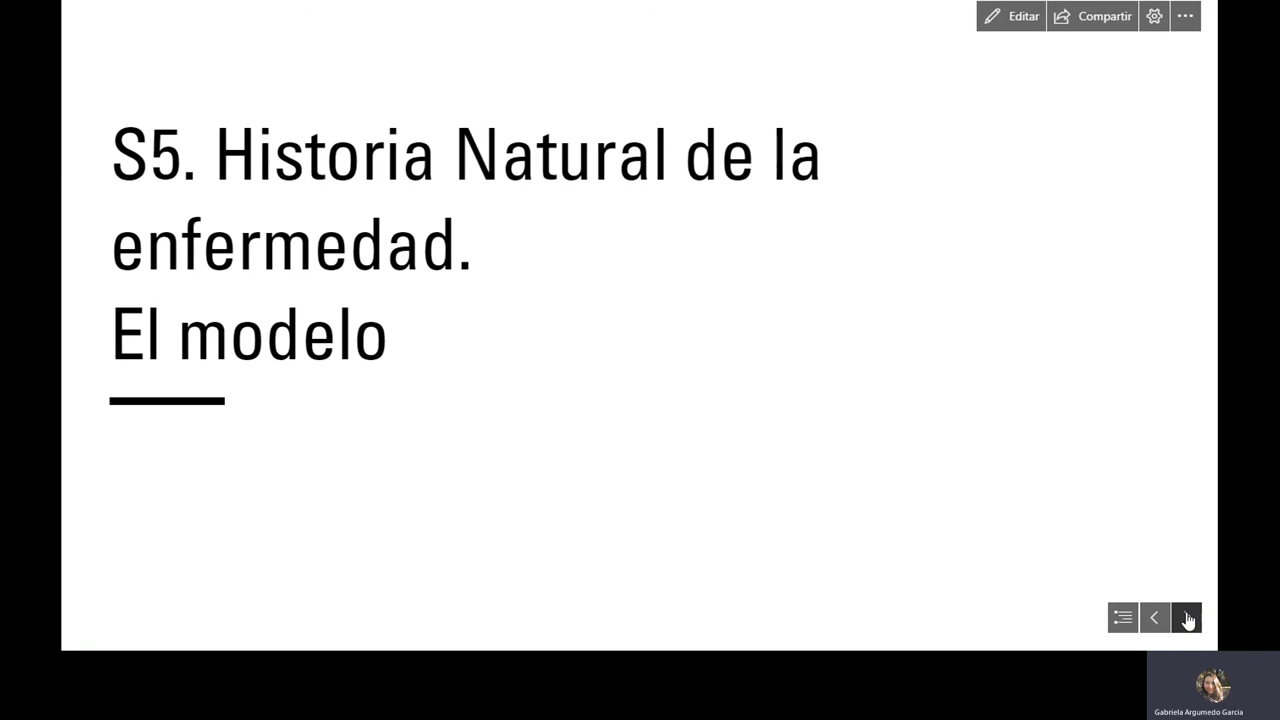 Editar
Compartir
S5. Historia Natural de la
enfermedad.
El modelo
Gabriela Argumedo Garcia